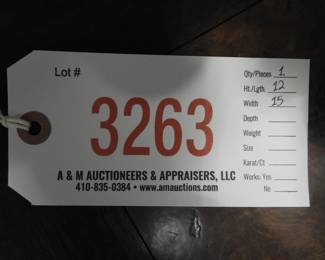 Lot #
3263
A & M AUCTIONEERS & APPRAISERS, LLC
410-835-0384 • www.amauctions.com
Qty/Pieces 1
Ht./Lgth 12
Width 15
Depth
Weight
Size
Karat/Ct
Works: Yes
No